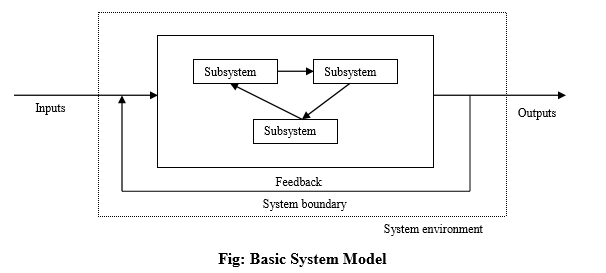 Subsystem
Subsystem
Subsystem
Inputs
Outputs
Feedback
System boundary
System environment
Fig: Basic System Model